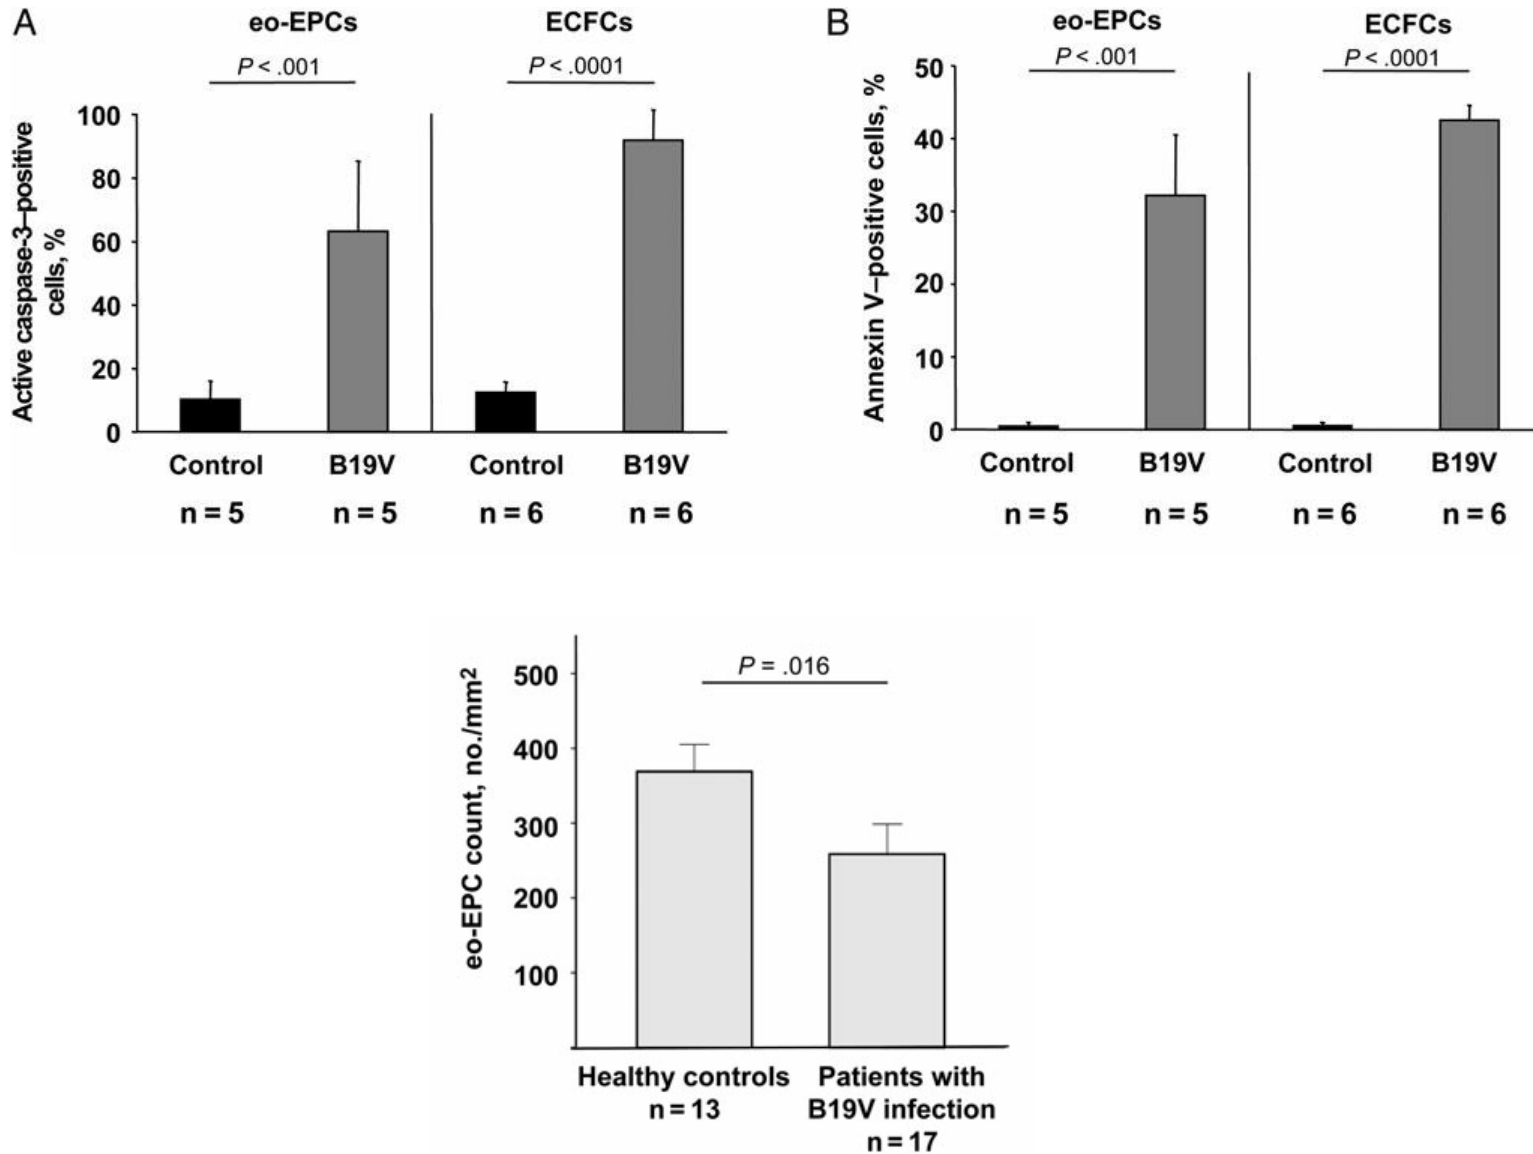 A
eo-EPCs
ECFCs
P < .001
P < .0001
Active caspase-3–positive
cells, %
100
80
60
40
20
0
Control
B19V
Control
B19V
n = 5
n = 5
n = 6
n = 6
B
eo-EPCs
ECFCs
P < .001
P < .0001
Annexin V–positive cells, %
50
40
30
20
10
0
Control
B19V
Control
B19V
n = 5
n = 5
n = 6
n = 6
P = .016
eo-EPC count, no./mm²
500
400
300
200
100
Healthy controls
n = 13
Patients with
B19V infection
n = 17